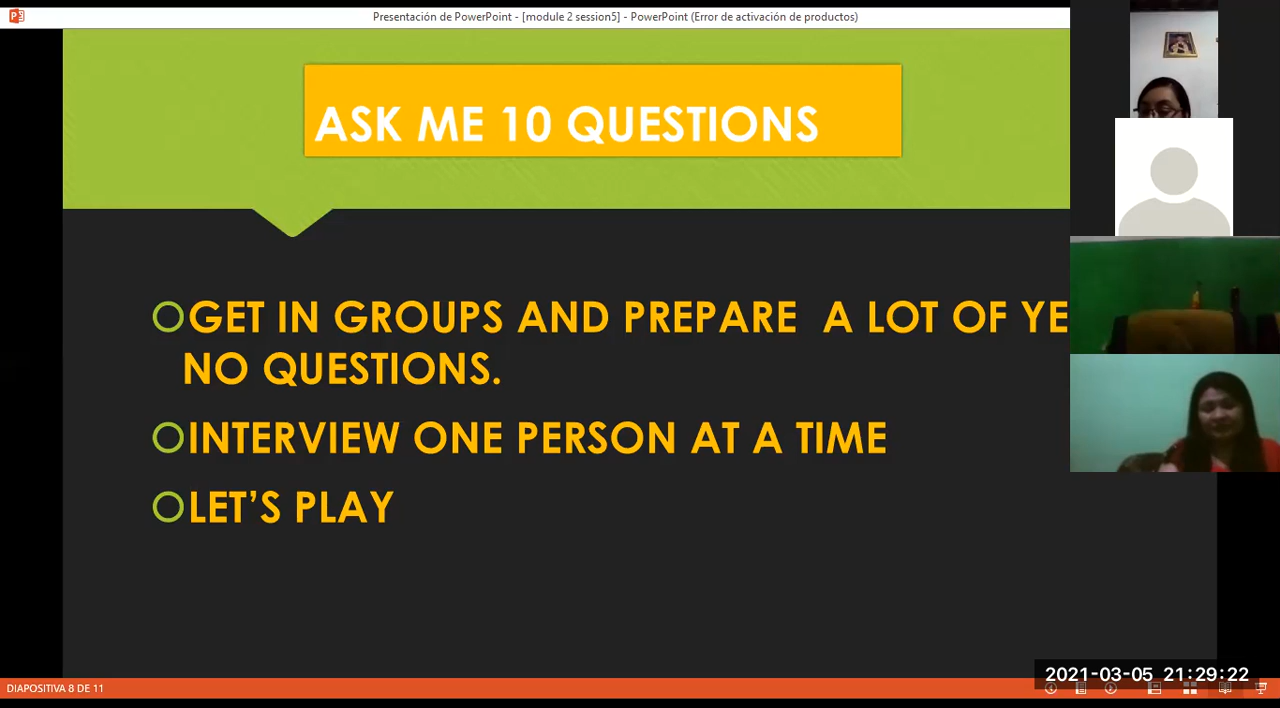 Presentación de PowerPoint - [module 2 session5] - PowerPoint (Error de activación de productos)
ASK ME 10 QUESTIONS
GET IN GROUPS AND PREPARE A LOT OF YE
NO QUESTIONS.
INTERVIEW ONE PERSON AT A TIME
LET'S PLAY
2021-03-05 21:29:22
DIAPOSITIVA 8 DE 11